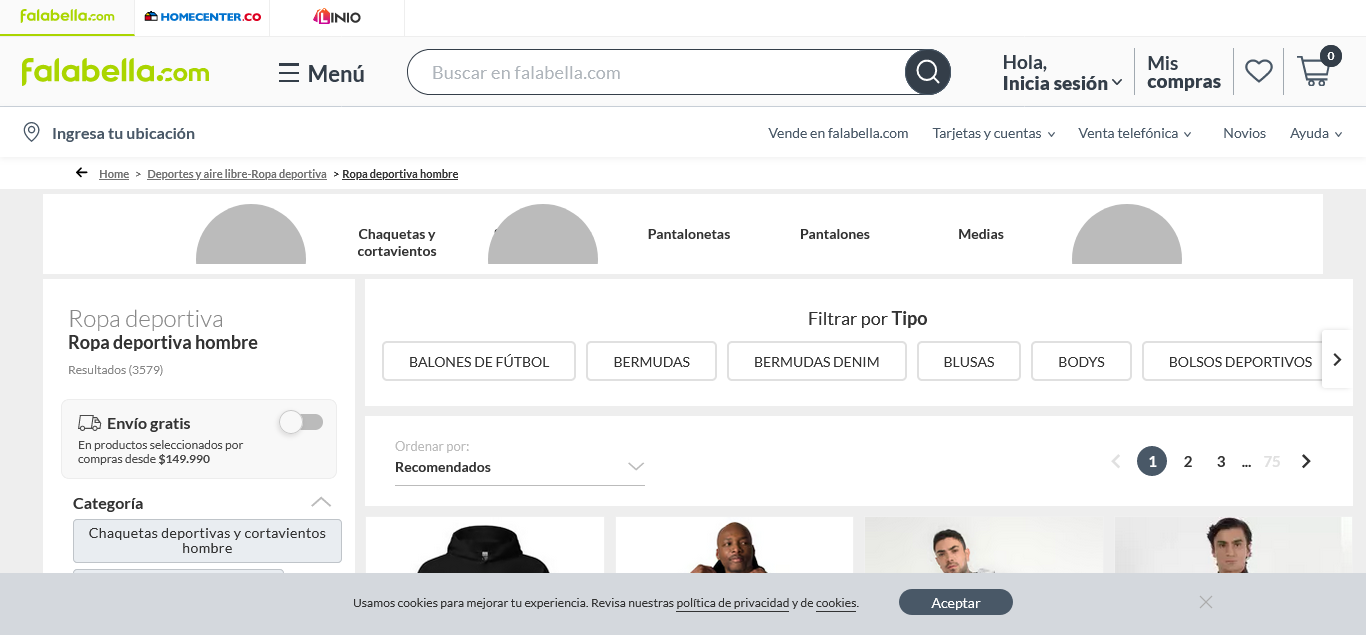 falabella.com
HOMECENTER.CO
LINIO
falabella.com
Menú
Buscar en falabella.com
Hola,
Inicia sesión
Mis
compras
0
Ingresa tu ubicación
Vende en falabella.com
Tarjetas y cuentas
Venta telefónica
Novios
Ayuda
Home > Deportes y aire libre-Ropa deportiva > Ropa deportiva hombre
Chaquetas y
cortavientos
Pantalonetas
Pantalones
Medias
Ropa deportiva
Ropa deportiva hombre
Resultados (3579)
Envío gratis
En productos seleccionados por
compras desde $149.990
Categoría
Chaquetas deportivas y cortavientos
hombre
Filtrar por Tipo
BALONES DE FÚTBOL
BERMUDAS
BERMUDAS DENIM
BLUSAS
BODYS
BOLSOS DEPORTIVOS
Ordenar por:
Recomendados
1 2 3 ... 75
Usamos cookies para mejorar tu experiencia. Revisa nuestras política de privacidad y de cookies.
Aceptar